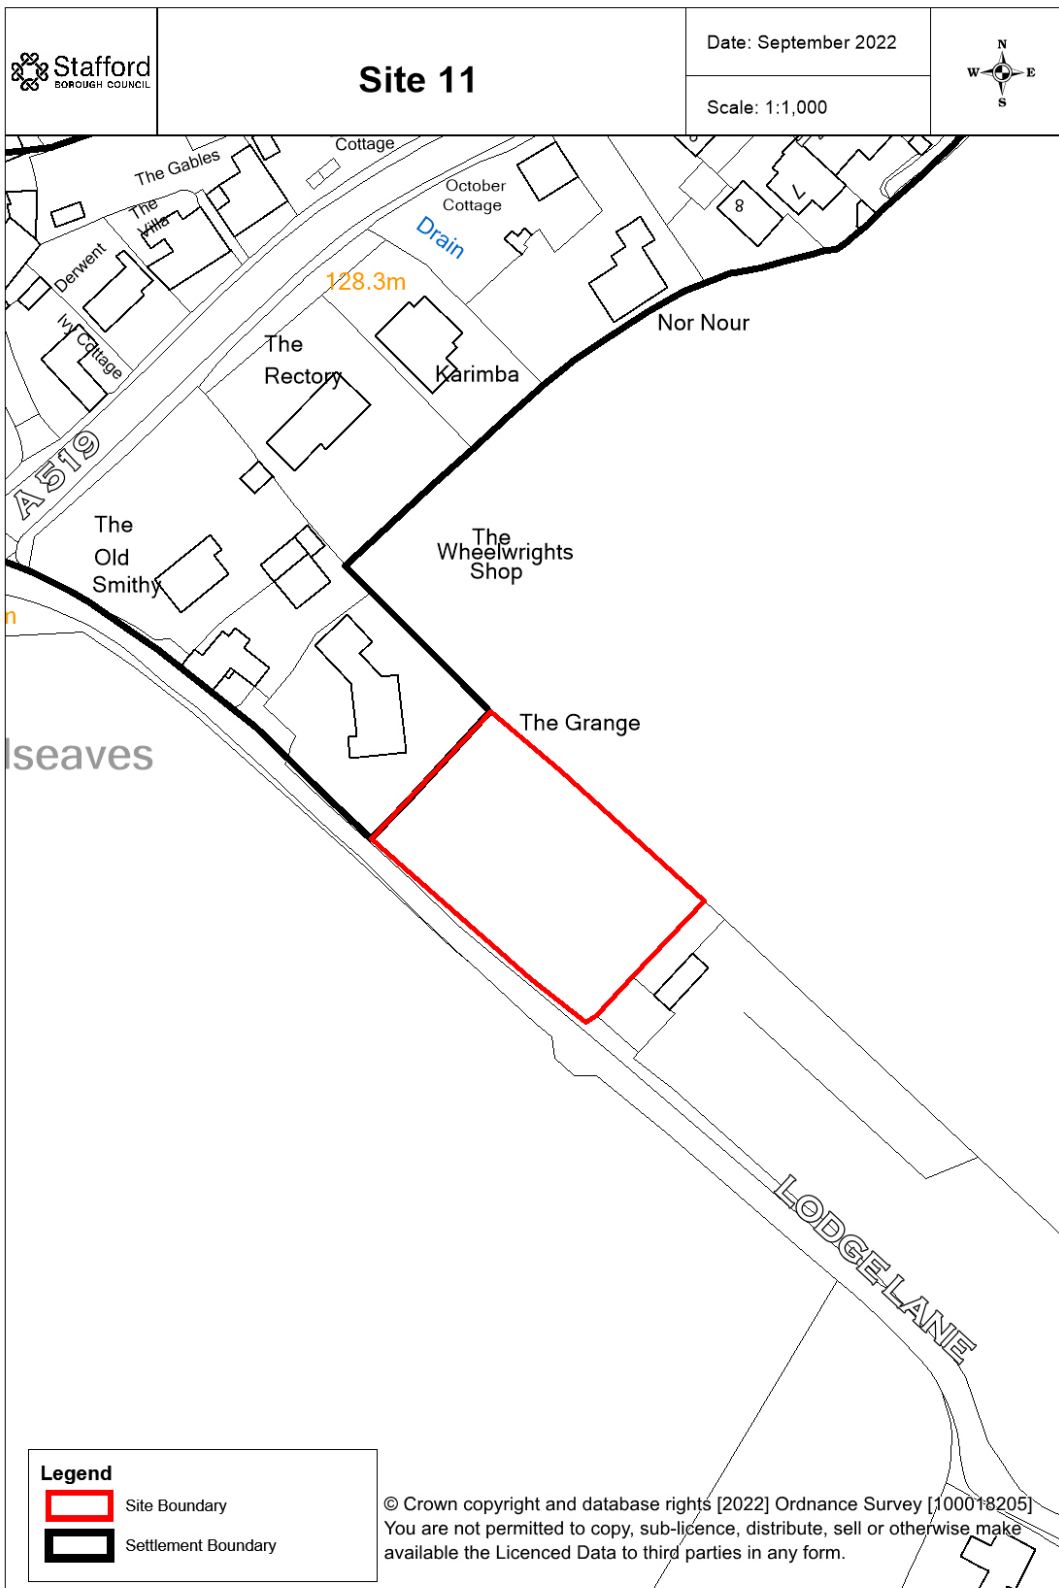 Stafford
BOROUGH COUNCIL
Site 11
Date: September 2022
Scale: 1:1,000
N
W E
S
Cottage
The Gables
October
Cottage
The
Villa
Drain
8
7
Derwent
128.3m
Nor Nour
Ivy Cottage
The
Rectory
Karimba
A 519
The
Old
Smithy
The
Wheelwrights
Shop
m
The Grange
lseaves
LODGE LANE
Legend
Site Boundary
Settlement Boundary
© Crown copyright and database rights [2022] Ordnance Survey [100018205]
You are not permitted to copy, sub-licence, distribute, sell or otherwise make
available the Licenced Data to third parties in any form.